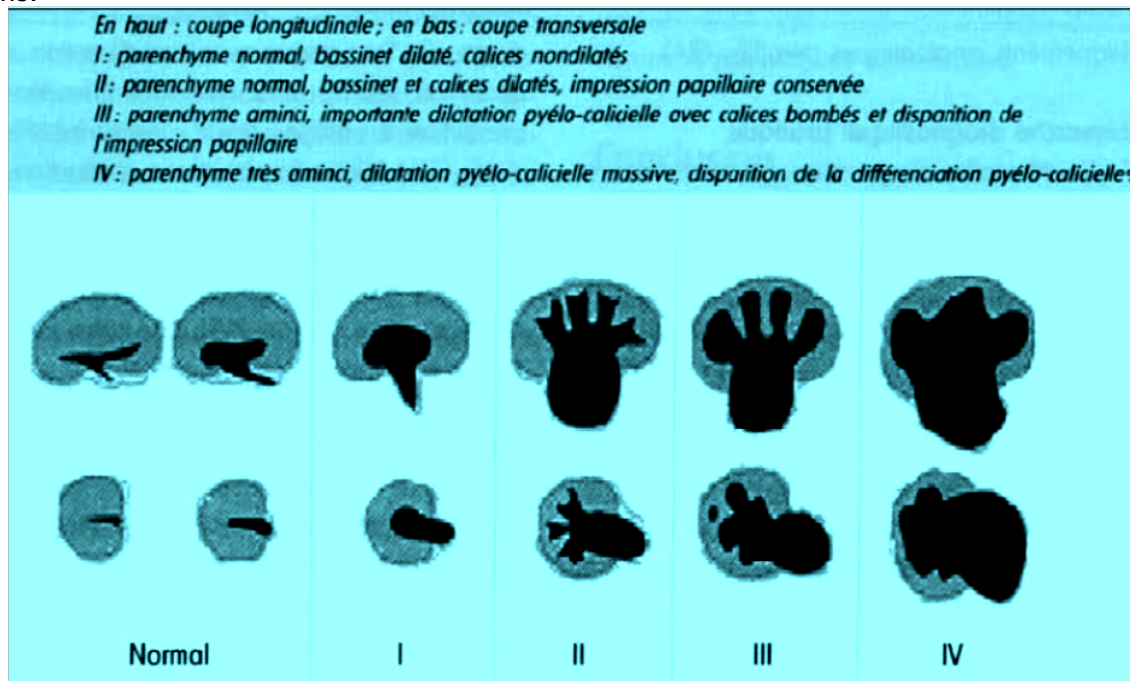 ne.
En haut : coupe longitudinale ; en bas : coupe transversale
I : parenchyme normal, bassinet dilaté, calices nondilatés
II : parenchyme normal, bassinet et calices dilatés, impression papillaire conservée
III : parenchyme aminci, importante dilatation pyélo-calicielle avec calices bombés et disparition de
l'impression papillaire
IV : parenchyme très aminci, dilatation pyélo-calicielle massive, disparition de la différenciation pyélo-calicielles
Normal I II III IV